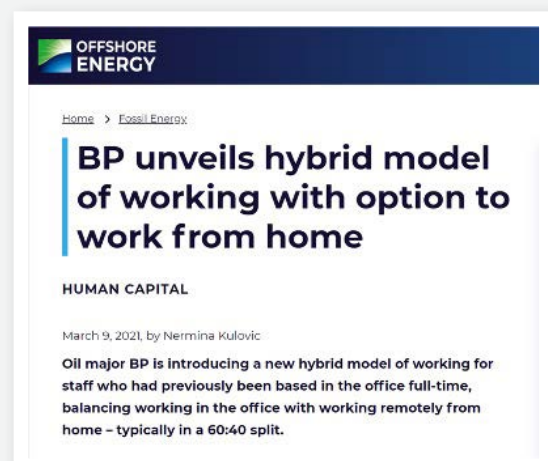 OFFSHORE
ENERGY
Home > Fossil Energy
BP unveils hybrid model
of working with option to
work from home
HUMAN CAPITAL
March 9, 2021, by Nermina Kulovic
Oil major BP is introducing a new hybrid model of working for
staff who had previously been based in the office full-time,
balancing working in the office with working remotely from
home – typically in a 60:40 split.